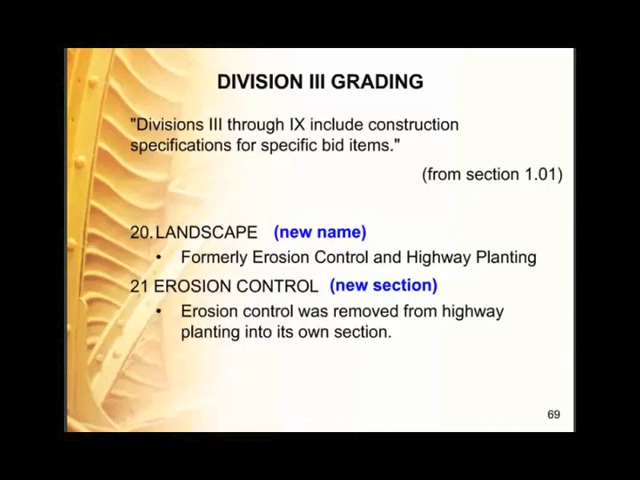 DIVISION III GRADING
"Divisions III through IX include construction
specifications for specific bid items."
(from section 1.01)
20. LANDSCAPE (new name)
• Formerly Erosion Control and Highway Planting
21 EROSION CONTROL (new section)
• Erosion control was removed from highway
planting into its own section.
69